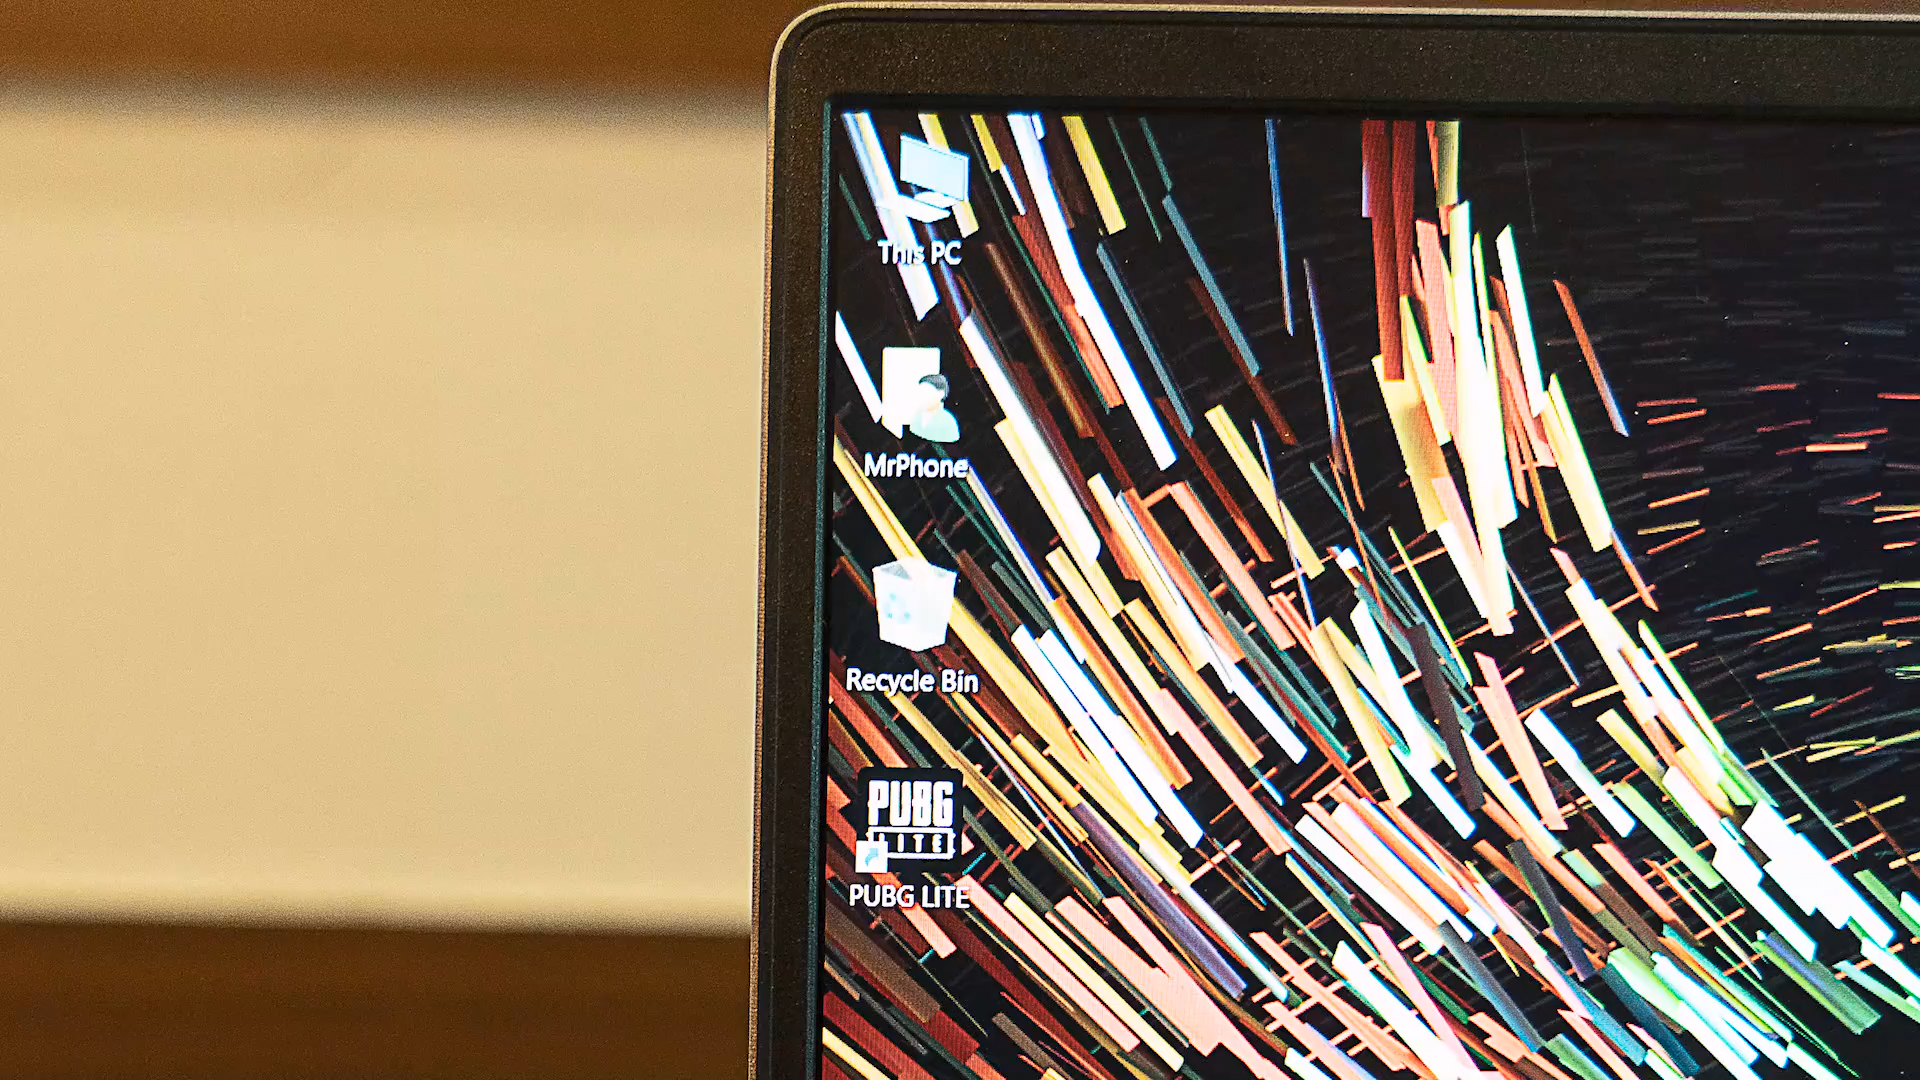 This PC
MrPhone
Recycle Bin
PUBG
LITE
PUBG LITE